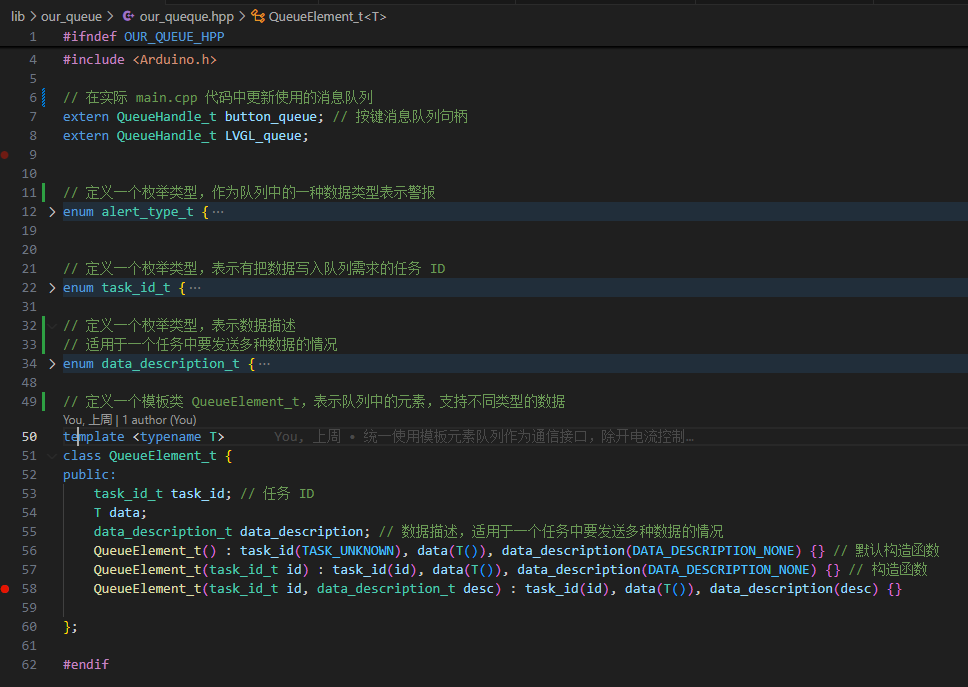 lib > our_queue > our_queque.hpp > QueueElement_t<T>
1 #ifndef OUR_QUEUE_HPP
4 #include <Arduino.h>
5
6 // 在实际 main.cpp 代码中更新使用的消息队列
7 extern QueueHandle_t button_queue; // 按键消息队列句柄
8 extern QueueHandle_t LVGL_queue;
9
10
11 // 定义一个枚举类型，作为队列中的一种数据类型表示警报
12 enum alert_type_t { ···
19
20
21 // 定义一个枚举类型，表示有把数据写入队列需求的任务 ID
22 enum task_id_t { ···
31
32 // 定义一个枚举类型，表示数据描述
33 // 适用于一个任务中要发送多种数据的情况
34 enum data_description_t { ···
48
49 // 定义一个模板类 QueueElement_t，表示队列中的元素，支持不同类型的数据
You, 上周 | 1 author (You)
50 template <typename T> You, 上周 • 统一使用模板元素队列作为通信接口，除开电流控制…
51 class QueueElement_t {
52 public:
53 task_id_t task_id; // 任务 ID
54 T data;
55 data_description_t data_description; // 数据描述，适用于一个任务中要发送多种数据的情况
56 QueueElement_t() : task_id(TASK_UNKNOWN), data(T()), data_description(DATA_DESCRIPTION_NONE) {} // 默认构造函数
57 QueueElement_t(task_id_t id) : task_id(id), data(T()), data_description(DATA_DESCRIPTION_NONE) {} // 构造函数
58 QueueElement_t(task_id_t id, data_description_t desc) : task_id(id), data(T()), data_description(desc) {}
59
60 };
61
62 #endif